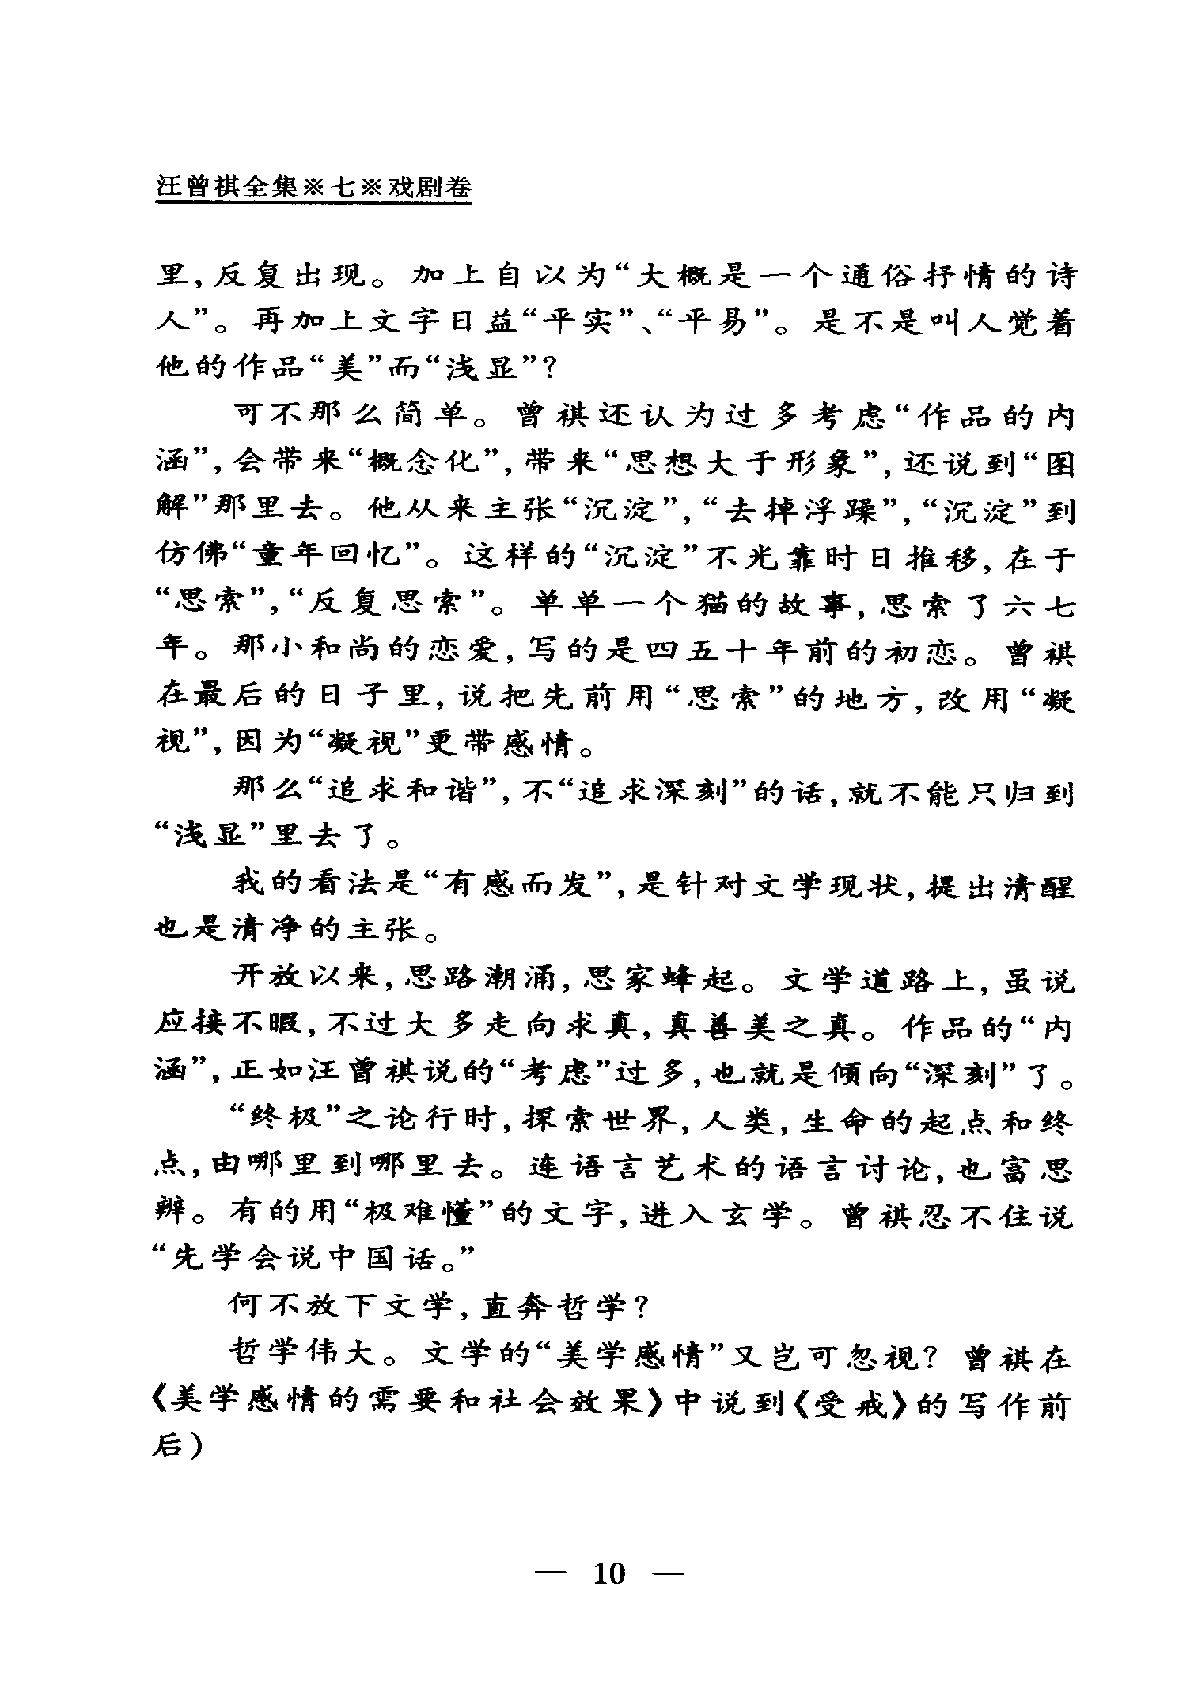 汪曾祺全集※七※戏剧卷
里,反复出现。加上自以为“大概是一个通俗抒情的诗
人”。再加上文字日益“平实”、“平易”。是不是叫人觉着
他的作品“美”而“浅显”?
可不那么简单。曾祺还认为过多考虑“作品的内
涵”,会带来“概念化”,带来“思想大于形象”,还说到“图
解”那里去。他从来主张“沉淀”,“去掉浮躁”,“沉淀”到
仿佛“童年回忆”。这样的“沉淀”不光靠时日推移,在于
“思索”,“反复思索”。单单一个猫的故事,思索了六七
年。那小和尚的恋爱,写的是四五十年前的初恋。曾祺
在最后的日子里,说把先前用“思索”的地方,改用“凝
视”,因为“凝视”更带感情。
那么“追求和谐”,不“追求深刻”的话,就不能只归到
“浅显”里去了。
我的看法是“有感而发”,是针对文学现状,提出清醒
也是清净的主张。
开放以来,思路潮涌,思家蜂起。文学道路上,虽说
应接不暇,不过大多走向求真,真善美之真。作品的“内
涵”,正如汪曾祺说的“考虑”过多,也就是倾向“深刻”了。
“终极”之论行时,探索世界,人类,生命的起点和终
点,由哪里到哪里去。连语言艺术的语言讨论,也富思
辨。有的用“极难懂”的文字,进入玄学。曾祺忍不住说
“先学会说中国话。”
何不放下文学,直奔哲学?
哲学伟大。文学的“美学感情”又岂可忽视?曾祺在
《美学感情的需要和社会效果》中说到《受戒》的写作前
后)
— 10 —